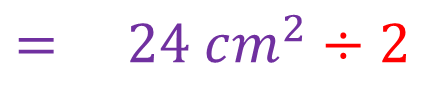 = 24 cm² ÷ 2